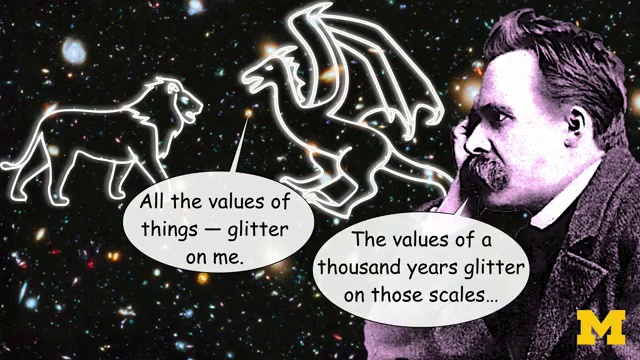 All the values of
things — glitter
on me.
The values of a
thousand years glitter
on those scales...
M